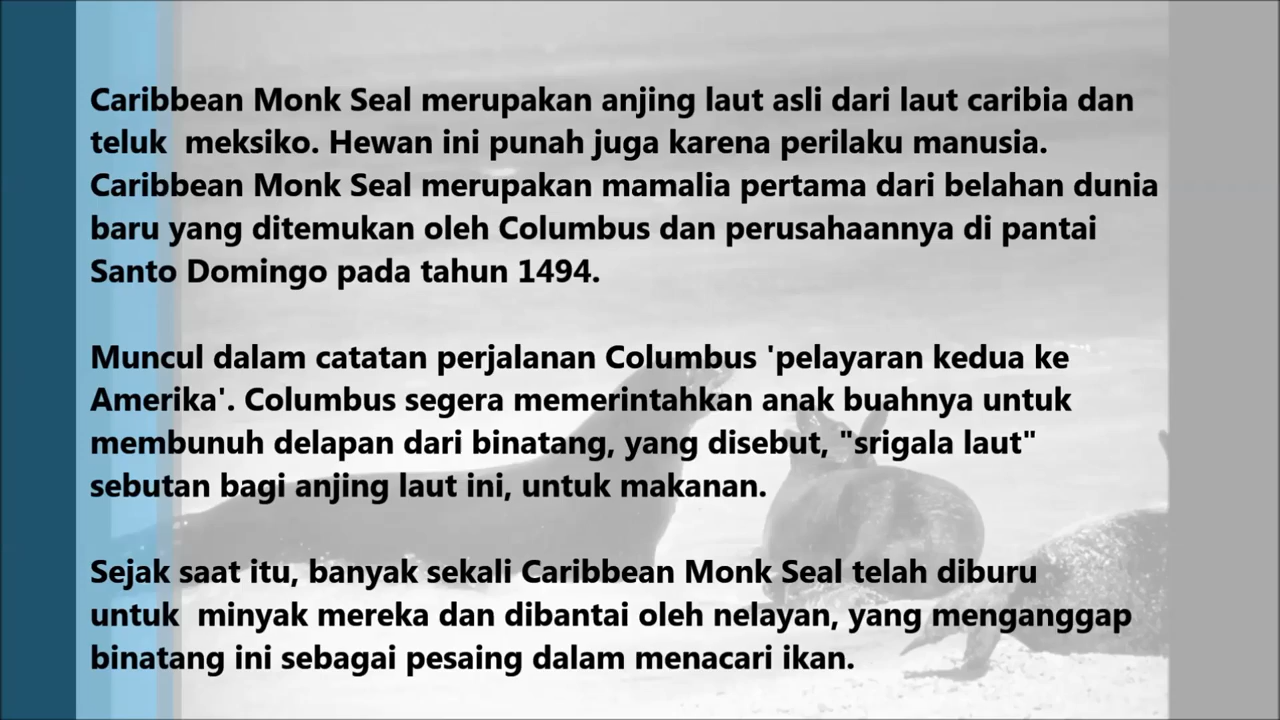 Caribbean Monk Seal merupakan anjing laut asli dari laut caribia dan
teluk  meksiko. Hewan ini punah juga karena perilaku manusia.
Caribbean Monk Seal merupakan mamalia pertama dari belahan dunia
baru yang ditemukan oleh Columbus dan perusahaannya di pantai
Santo Domingo pada tahun 1494.
Muncul dalam catatan perjalanan Columbus 'pelayaran kedua ke
Amerika'. Columbus segera memerintahkan anak buahnya untuk
membunuh delapan dari binatang, yang disebut, "srigala laut"
sebutan bagi anjing laut ini, untuk makanan.
Sejak saat itu, banyak sekali Caribbean Monk Seal telah diburu
untuk  minyak mereka dan dibantai oleh nelayan, yang menganggap
binatang ini sebagai pesaing dalam menacari ikan.